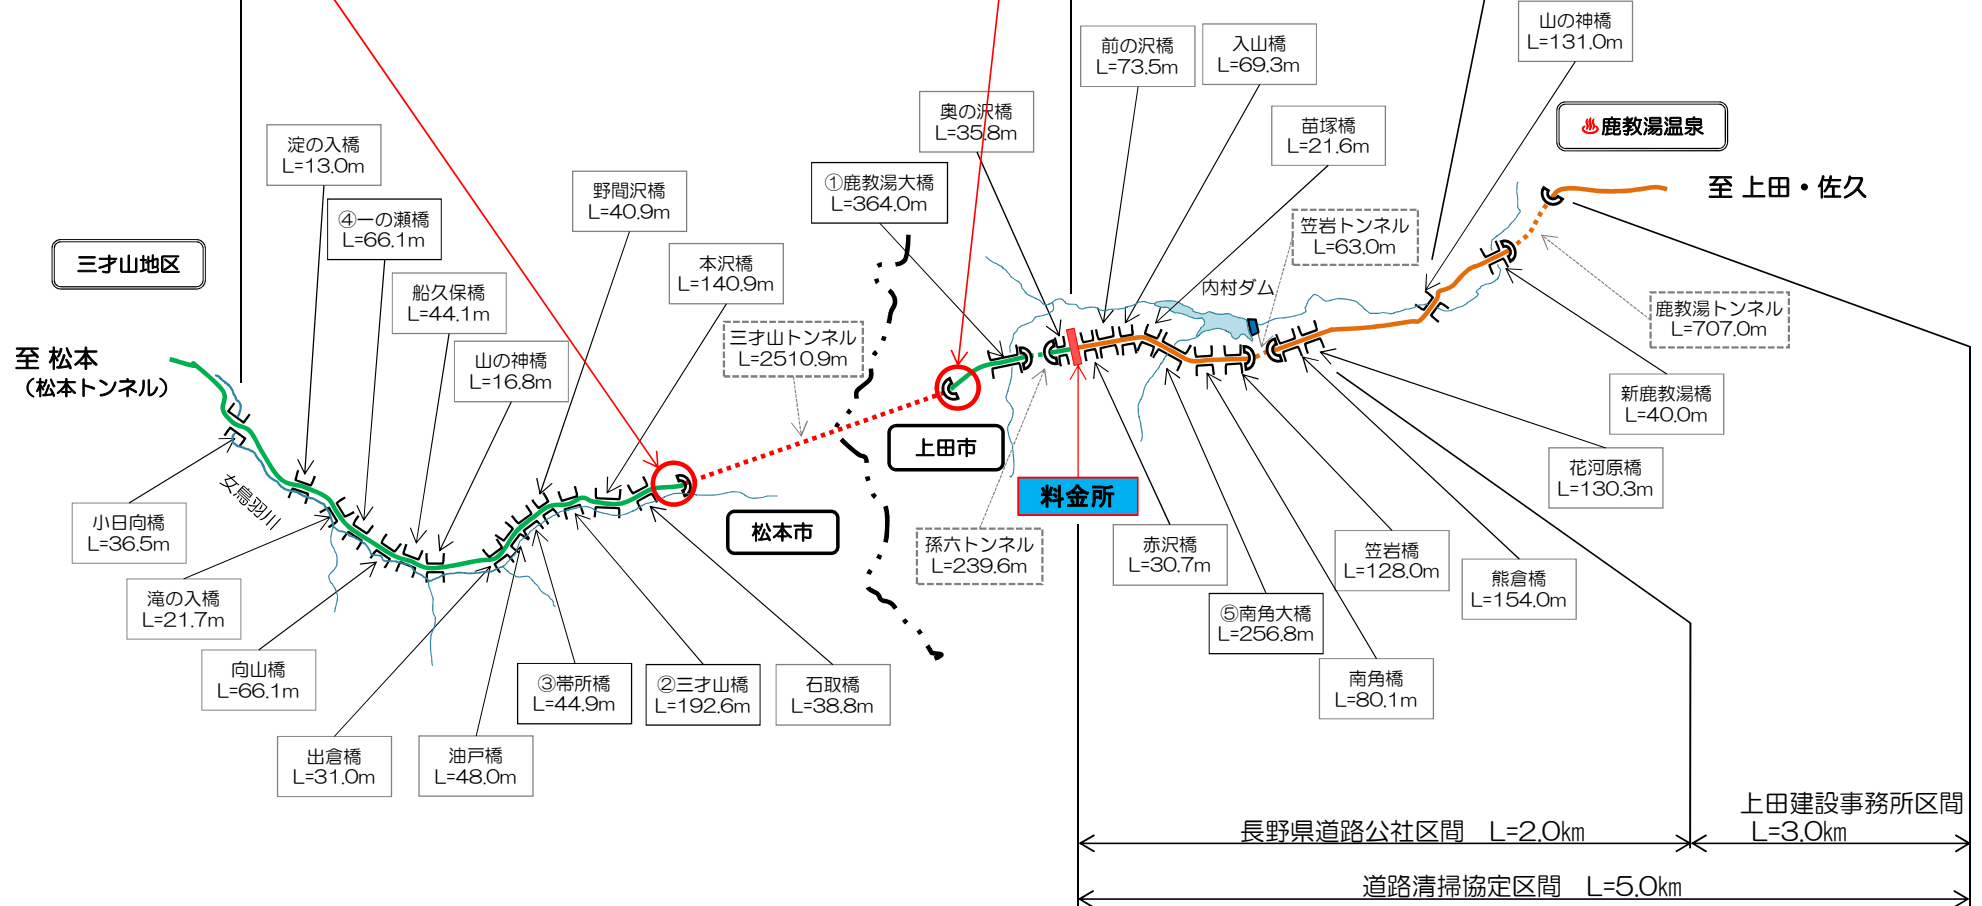 山の神橋
L=131.0m
前の沢橋
L=73.5m
入山橋
L=69.3m
奥の沢橋
L=35.8m
苗塚橋
L=21.6m
♨鹿教湯温泉
淀の入橋
L=13.0m
野間沢橋
L=40.9m
①鹿教湯大橋
L=364.0m
至 上田・佐久
④一の瀬橋
L=66.1m
笠岩トンネル
L=63.0m
三才山地区
本沢橋
L=140.9m
船久保橋
L=44.1m
内村ダム
鹿教湯トンネル
L=707.0m
三才山トンネル
L=2510.9m
至 松本
（松本トンネル）
山の神橋
L=16.8m
新鹿教湯橋
L=40.0m
上田市
花河原橋
L=130.3m
女鳥羽川
料金所
小日向橋
L=36.5m
松本市
孫六トンネル
L=239.6m
赤沢橋
L=30.7m
笠岩橋
L=128.0m
熊倉橋
L=154.0m
滝の入橋
L=21.7m
⑤南角大橋
L=256.8m
向山橋
L=66.1m
③帯所橋
L=44.9m
②三才山橋
L=192.6m
石取橋
L=38.8m
南角橋
L=80.1m
出倉橋
L=31.0m
油戸橋
L=48.0m
上田建設事務所区間
L=3.0km
長野県道路公社区間　L=2.0km
道路清掃協定区間　L=5.0km